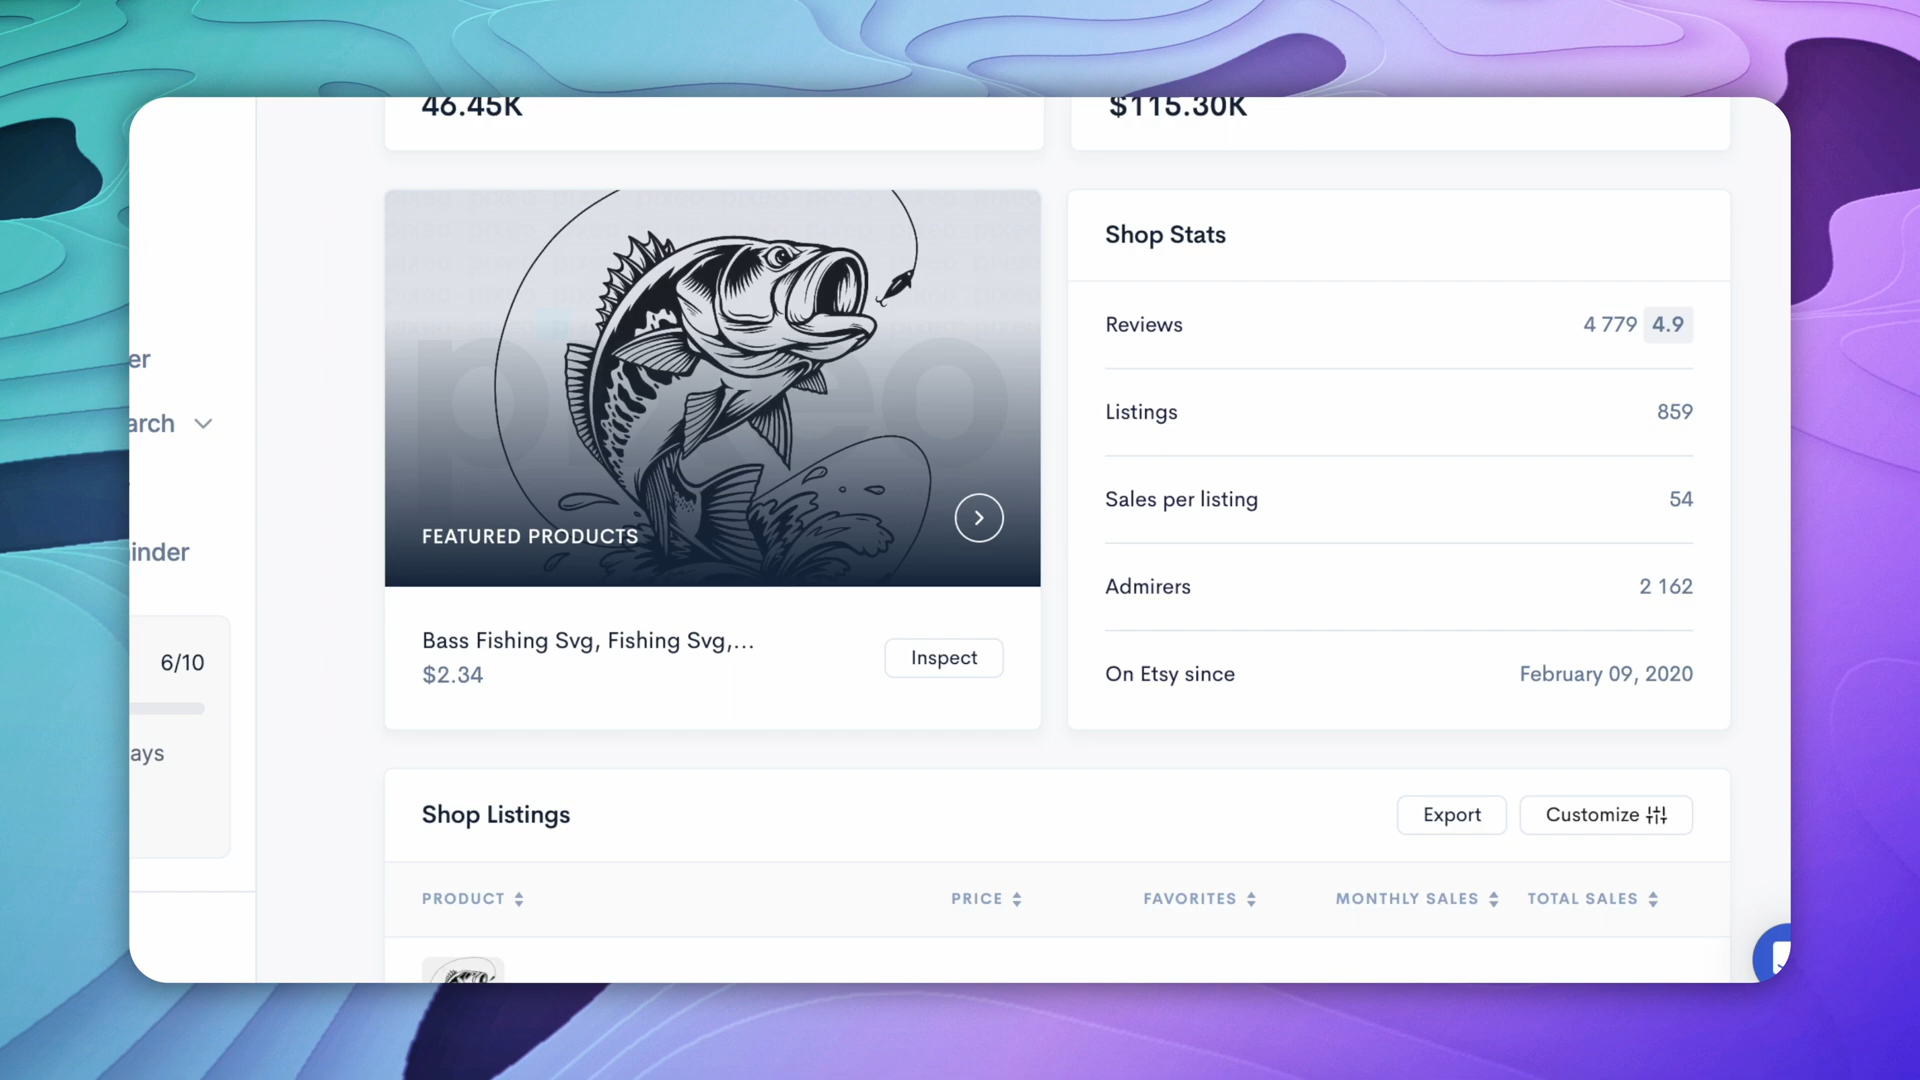 46.45K
$115.30K
er
arch
inder
6/10
ays
pixeo
FEATURED PRODUCTS
Bass Fishing Svg, Fishing Svg,...
$2.34
Inspect
Shop Stats
Reviews 4 779 4.9
Listings 859
Sales per listing 54
Admirers 2 162
On Etsy since February 09, 2020
Shop Listings
Export
Customize
PRODUCT PRICE FAVORITES MONTHLY SALES TOTAL SALES